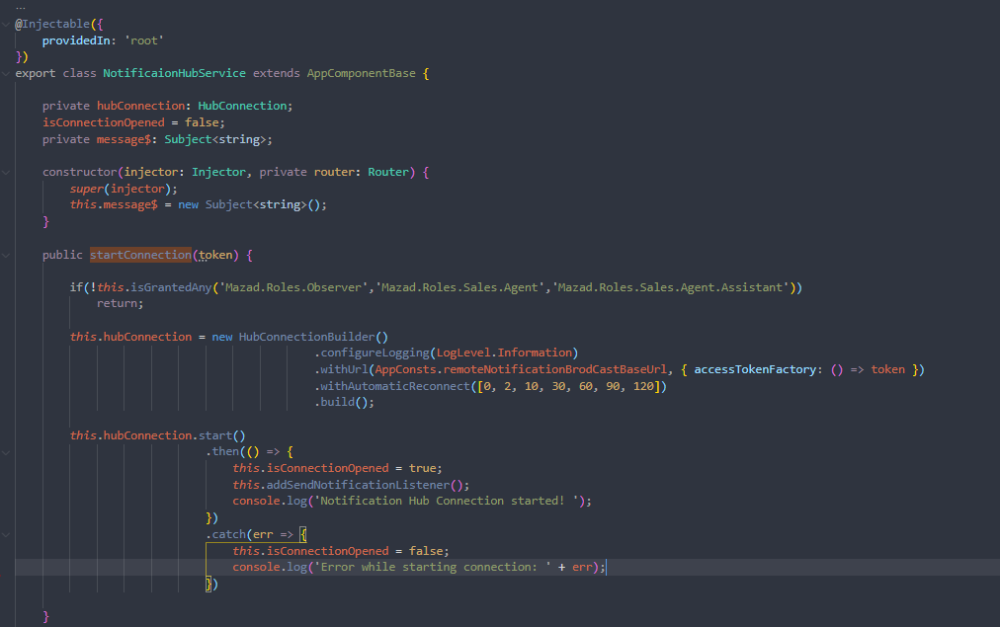 ...
@Injectable({
    providedIn: 'root'
})
export class NotificaionHubService extends AppComponentBase {
    private hubConnection: HubConnection;
    isConnectionOpened = false;
    private message$: Subject<string>;
    constructor(injector: Injector, private router: Router) {
        super(injector);
        this.message$ = new Subject<string>();
    }
    public startConnection(token) {
        if(!this.isGrantedAny('Mazad.Roles.Observer','Mazad.Roles.Sales.Agent','Mazad.Roles.Sales.Agent.Assistant'))
            return;
        this.hubConnection = new HubConnectionBuilder()
                                            .configureLogging(LogLevel.Information)
                                            .withUrl(AppConsts.remoteNotificationBrodCastBaseUrl, { accessTokenFactory: () => token })
                                            .withAutomaticReconnect([0, 2, 10, 30, 60, 90, 120])
                                            .build();
        this.hubConnection.start()
                            .then(() => {
                                this.isConnectionOpened = true;
                                this.addSendNotificationListener();
                                console.log('Notification Hub Connection started! ');
                            })
                            .catch(err => {
                                this.isConnectionOpened = false;
                                console.log('Error while starting connection: ' + err);
                            })
    }